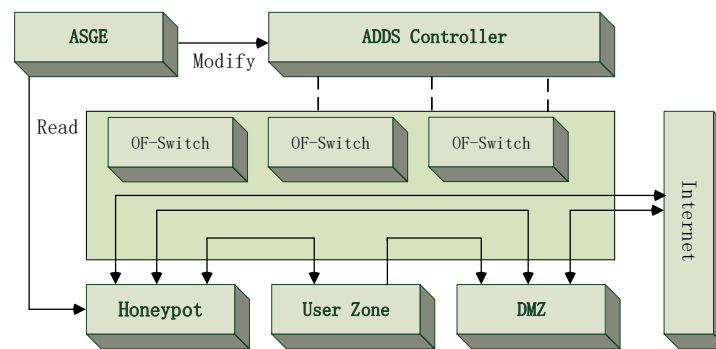 ASGE
ADDS Controller
Modify
Read
OF-Switch
OF-Switch
OF-Switch
Internet
Honeypot
User Zone
DMZ